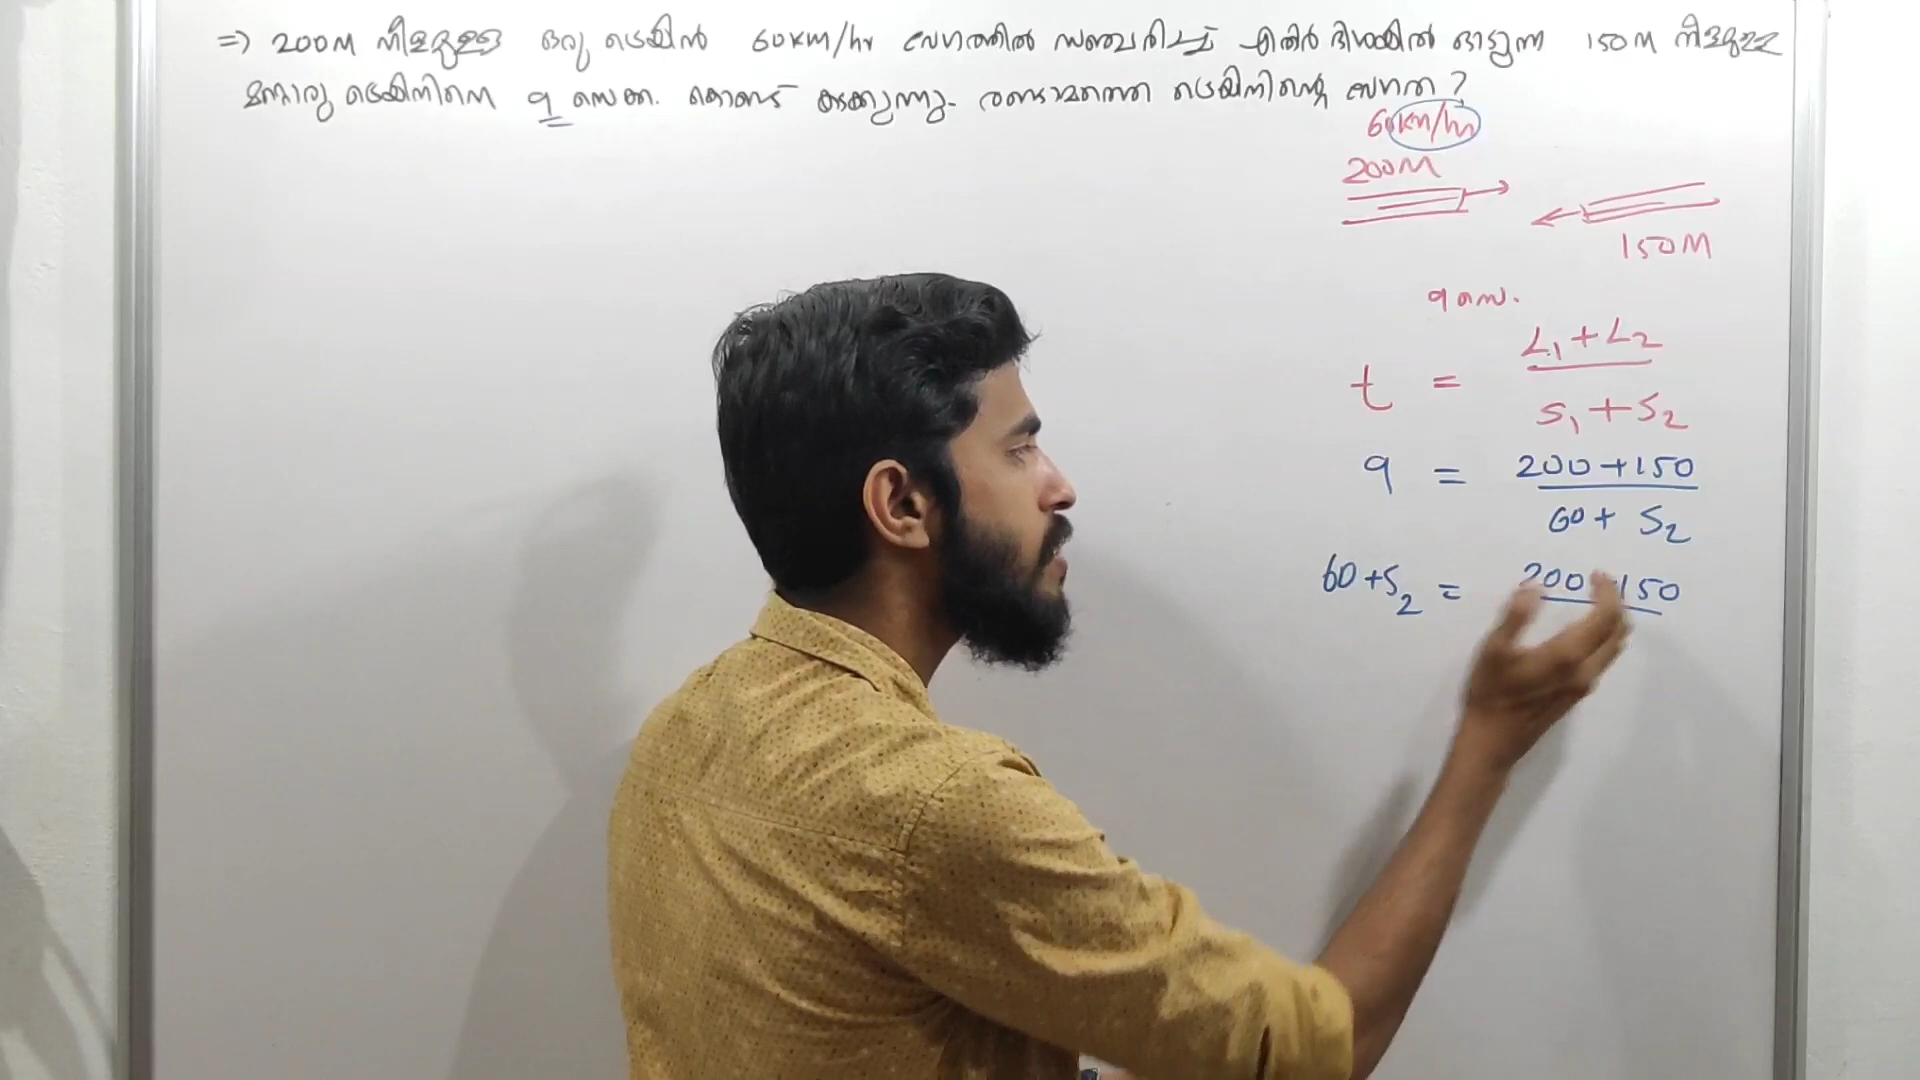 ⇒ 200M നീളമുള്ള ഒരു ട്രെയിൻ 60KM/hr വേഗത്തിൽ സഞ്ചരിച്ച് എതിർ ദിശയിൽ ഓടുന്ന 150M നീളമുള്ള
മറ്റൊരു ട്രെയിനിനെ 9 സെക്ക. കൊണ്ട് കടക്കുന്നു. രണ്ടാമത്തെ ട്രെയിനിന്റെ വേഗത ?
60KM/hr
200M
150M
9 സെ.
t = L₁+L₂ / S₁+S₂
9 = 200+150 / 60+ S₂
60+S₂ = 200+150